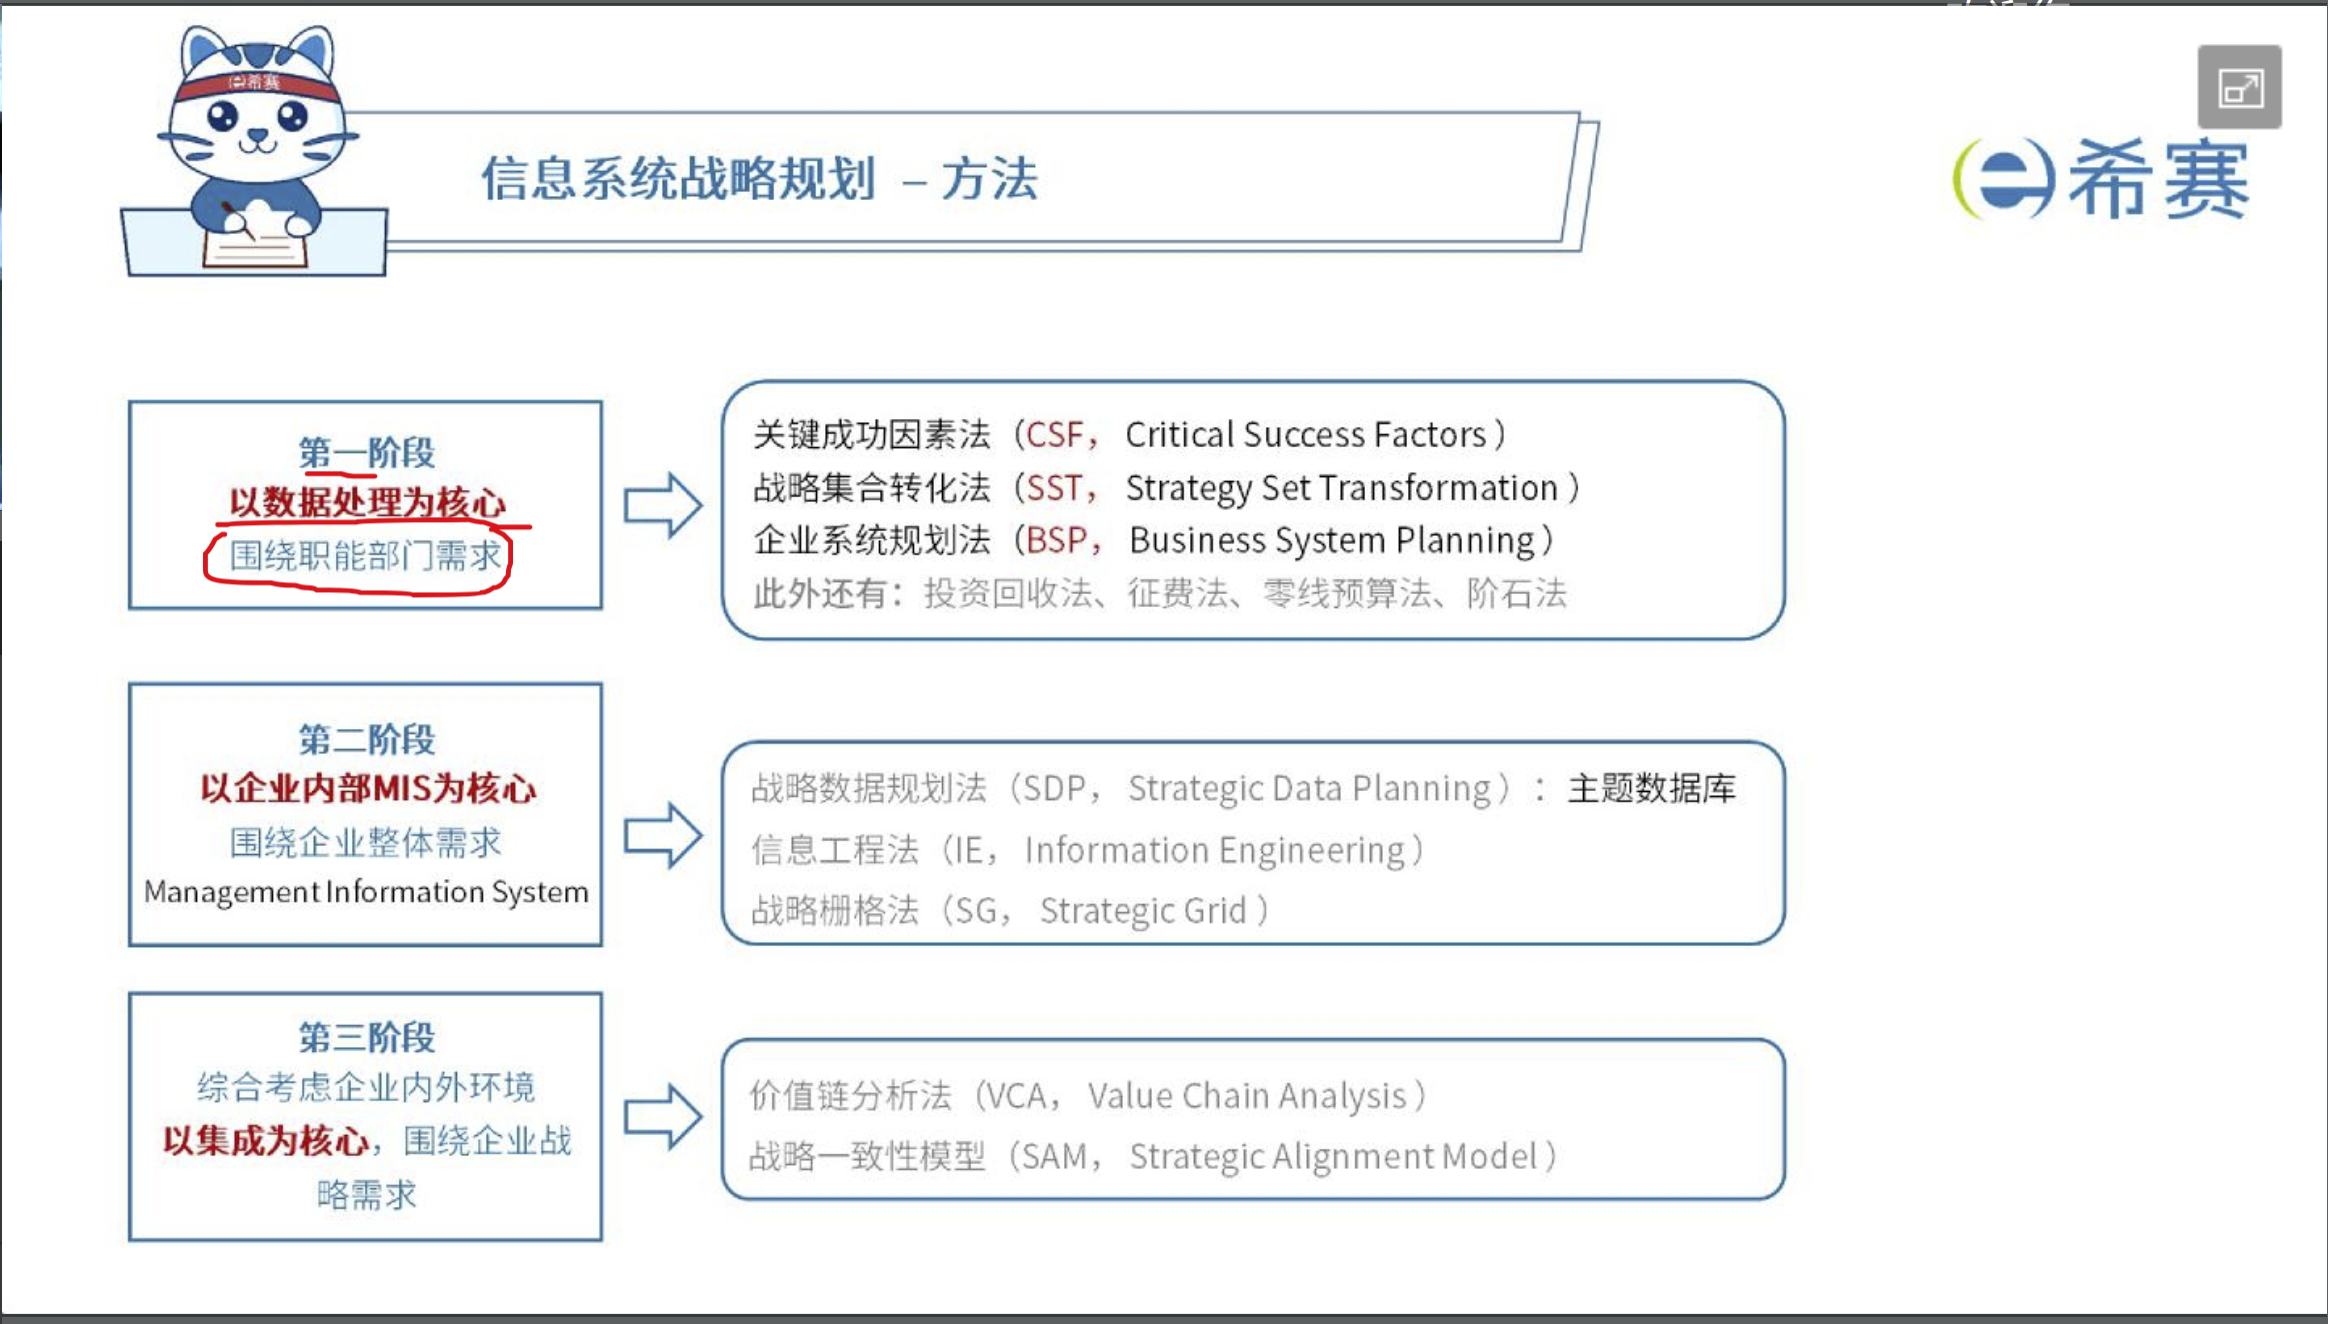 希赛
信息系统战略规划 – 方法
希赛
第一阶段
以数据处理为核心
围绕职能部门需求
关键成功因素法（CSF， Critical Success Factors）
战略集合转化法（SST， Strategy Set Transformation）
企业系统规划法（BSP， Business System Planning）
此外还有：投资回收法、征费法、零线预算法、阶石法
第二阶段
以企业内部MIS为核心
围绕企业整体需求
Management Information System
战略数据规划法（SDP， Strategic Data Planning）：主题数据库
信息工程法（IE， Information Engineering）
战略栅格法（SG， Strategic Grid）
第三阶段
综合考虑企业内外环境
以集成为核心，围绕企业战
略需求
价值链分析法（VCA， Value Chain Analysis）
战略一致性模型（SAM， Strategic Alignment Model）